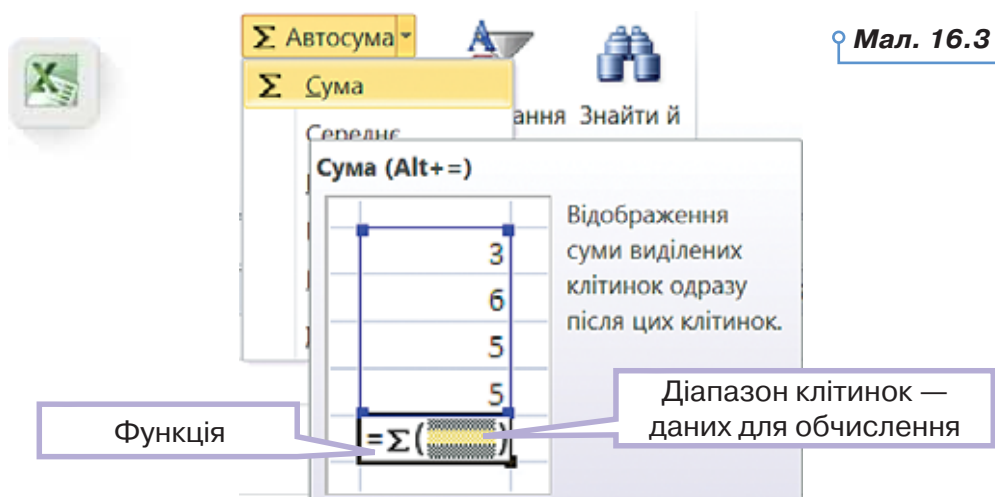 Σ Автосума
Мал. 16.3
Σ Сума
ання Знайти й
Середнє
Сума (Alt+=)
Відображення
суми виділених
клітинок одразу
після цих клітинок.
3
6
5
5
=Σ( )
Функція
Діапазон клітинок —
даних для обчислення